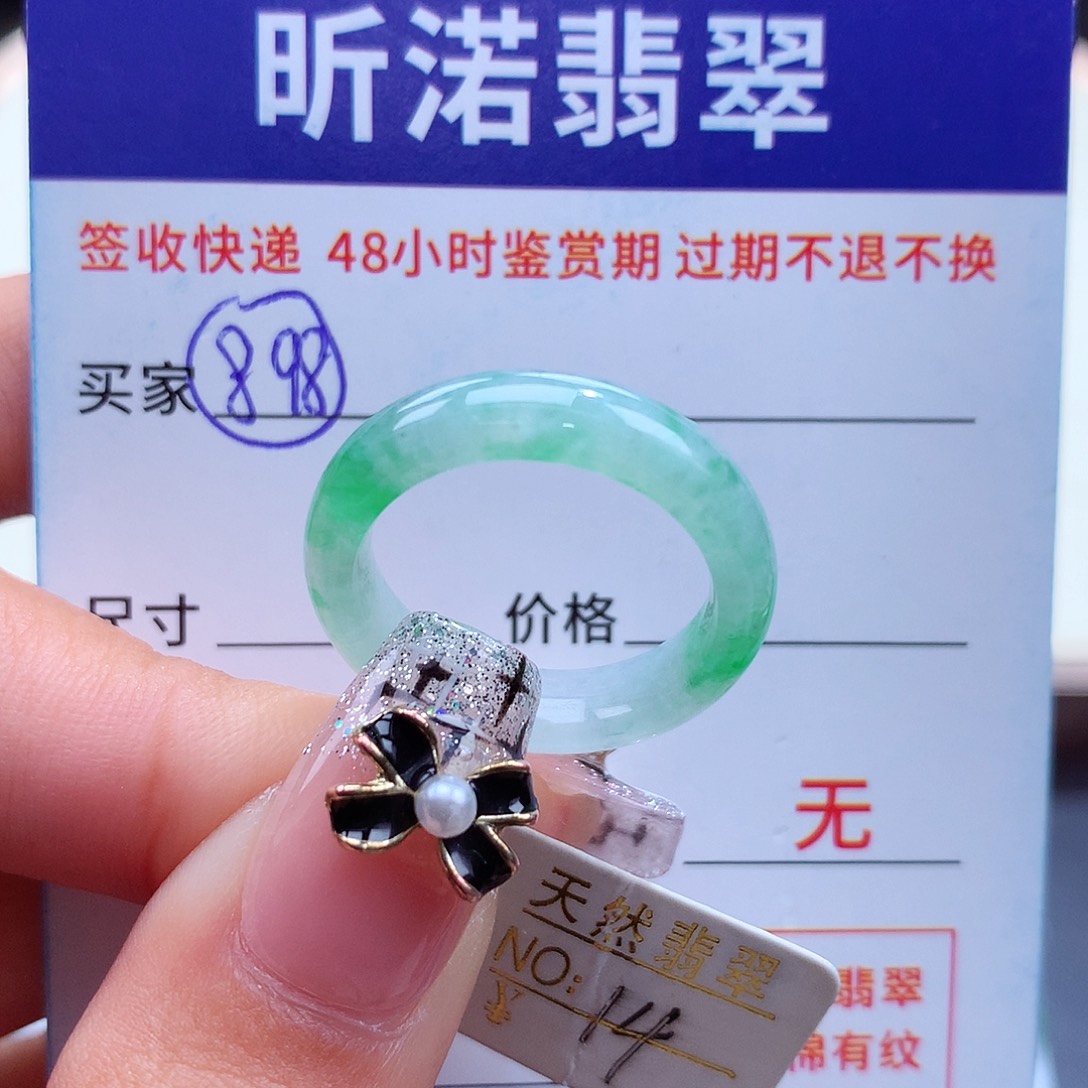 昕渃翡翠
签收快递 48小时鉴赏期 过期不退不换
买家 898
尺寸 价格
无
天然翡翠
NO: 14
¥
翡翠
棉有纹